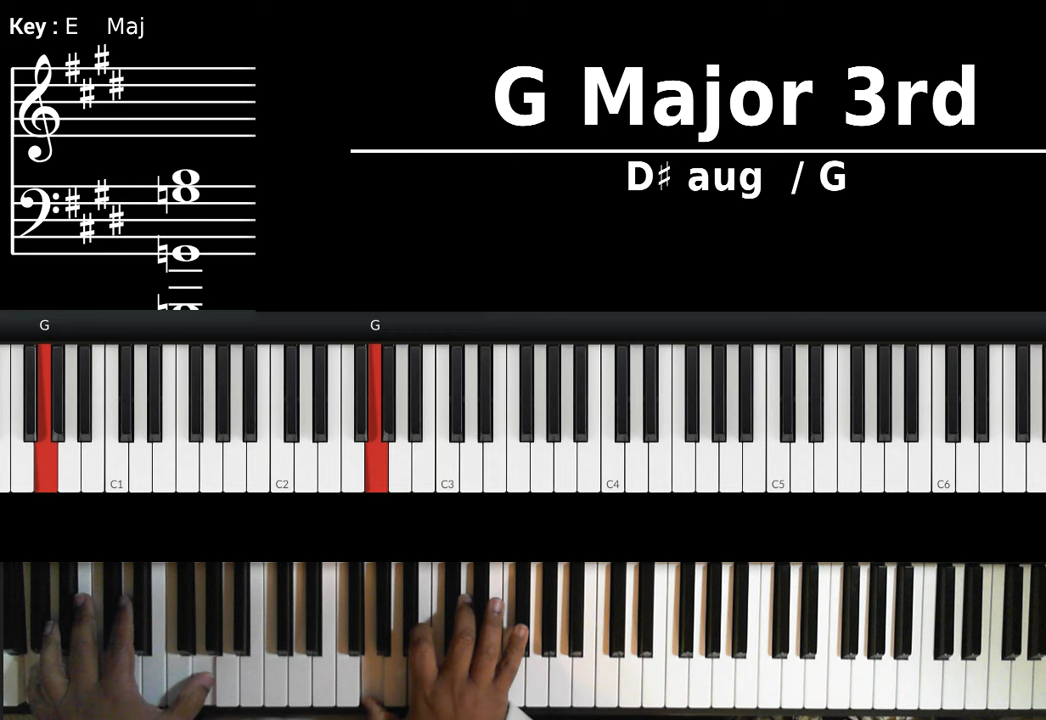 Key : E Maj
G Major 3rd
D♯ aug / G
G G
C1 C2 C3 C4 C5 C6